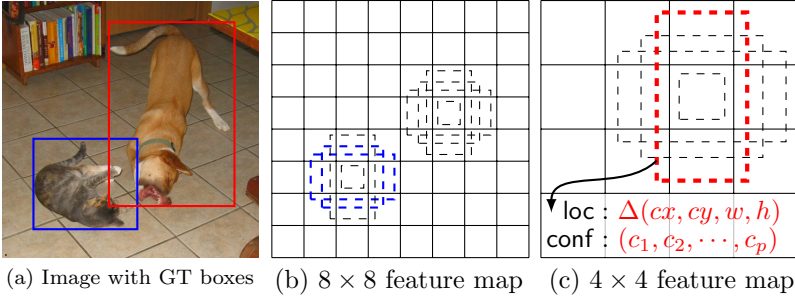 loc : Δ(cx, cy, w, h)
conf : (c₁, c₂, ⋯, cₚ)
(a) Image with GT boxes
(b) 8 × 8 feature map
(c) 4 × 4 feature map